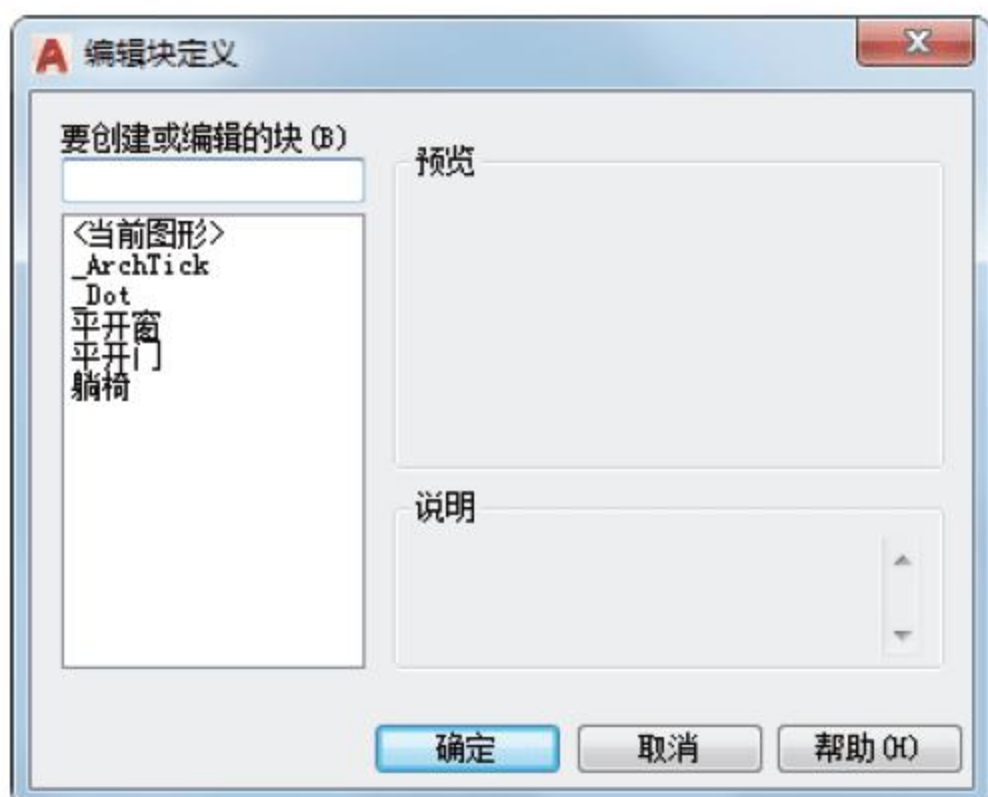 编辑块定义
要创建或编辑的块(B)
<当前图形>
_ArchTick
_Dot
平开窗
平开门
躺椅
预览
说明
确定
取消
帮助(H)